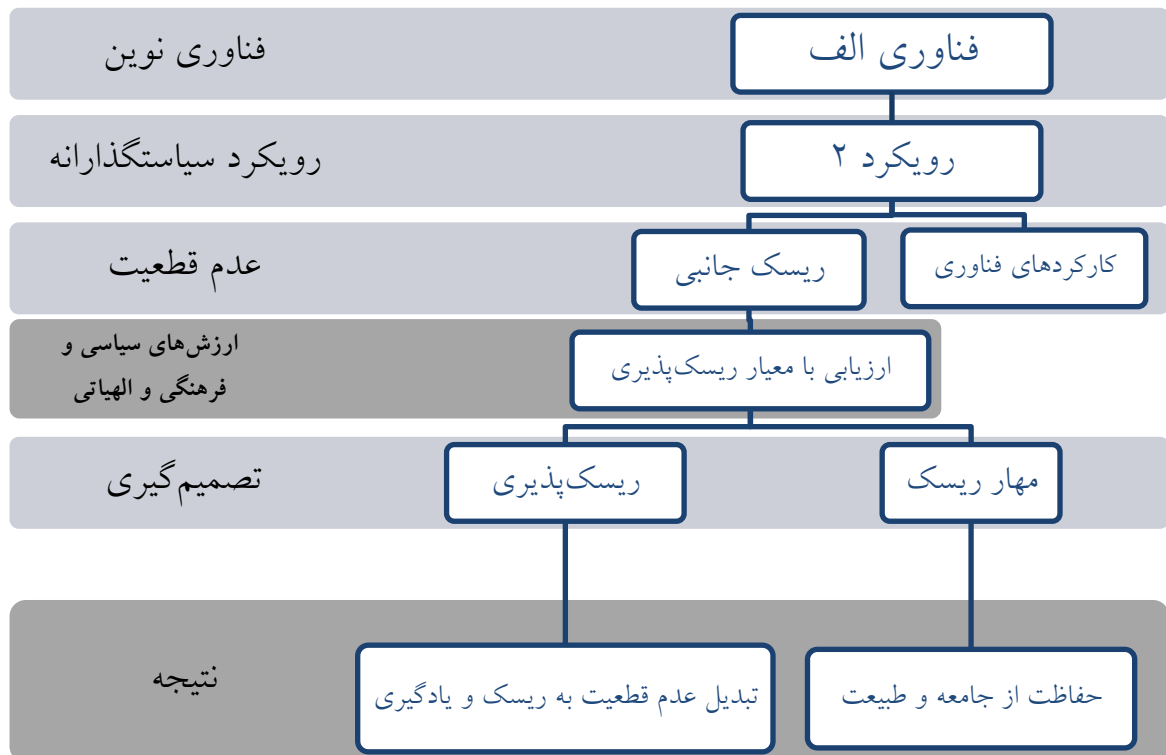 فناوری الف
فناوری نوین
رویکرد ۲
رویکرد سیاستگذارانه
کارکردهای فناوری
ریسک جانبی
عدم قطعیت
ارزیابی با معیار ریسک‌پذیری
ارزش‌های سیاسی و
فرهنگی و الهیاتی
مهار ریسک
ریسک‌پذیری
تصمیم‌گیری
حفاظت از جامعه و طبیعت
تبدیل عدم قطعیت به ریسک و یادگیری
نتیجه